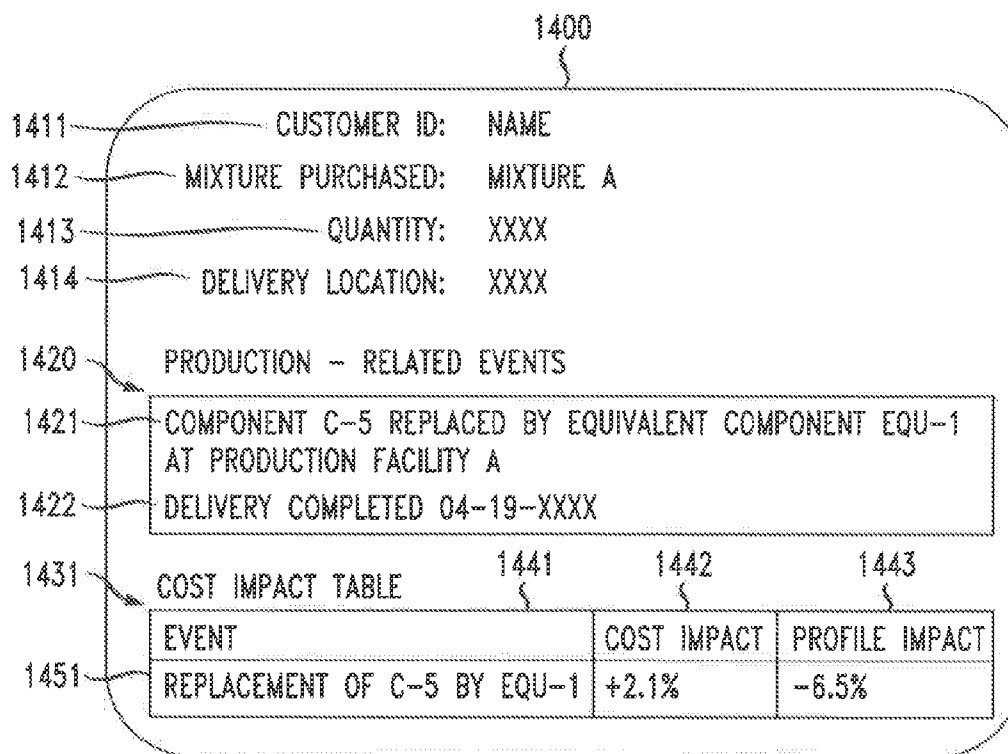 1400
1411 CUSTOMER ID: NAME
1412 MIXTURE PURCHASED: MIXTURE A
1413 QUANTITY: XXXX
1414 DELIVERY LOCATION: XXXX
1420 PRODUCTION - RELATED EVENTS
1421 COMPONENT C-5 REPLACED BY EQUIVALENT COMPONENT EQU-1
AT PRODUCTION FACILITY A
1422 DELIVERY COMPLETED 04-19-XXXX
1441 1442 1443
1431 COST IMPACT TABLE
EVENT COST IMPACT PROFILE IMPACT
1451 REPLACEMENT OF C-5 BY EQU-1 +2.1% -6.5%